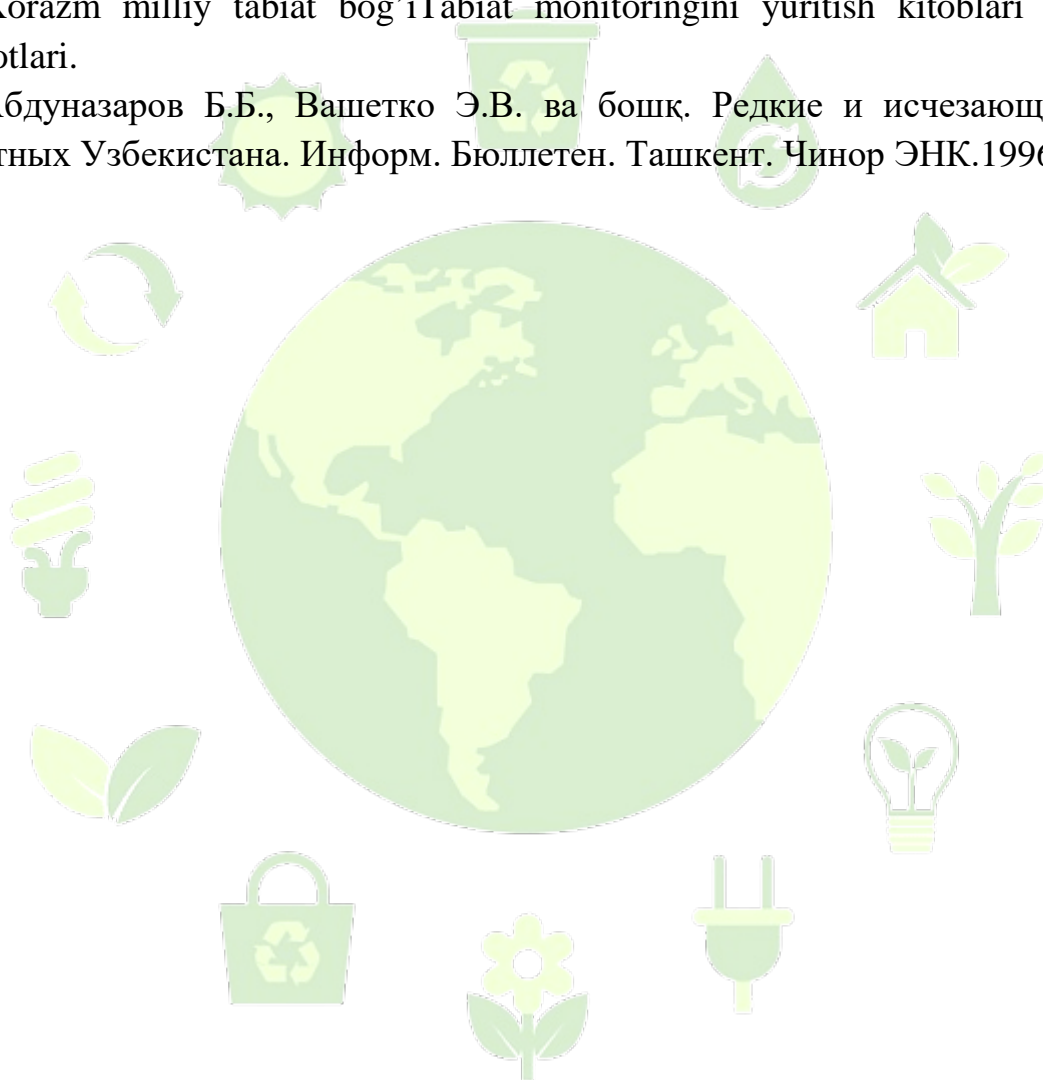 Xorazm milliy tabiat bog’iTabiat monitoringini yuritish kitoblari
otlari.
Абдуназаров Б.Б., Вашетко Э.В. ва бошқ. Редкие и исчезающ
тных Узбекистана. Информ. Бюллетен. Ташкент. Чинор ЭНК.1996